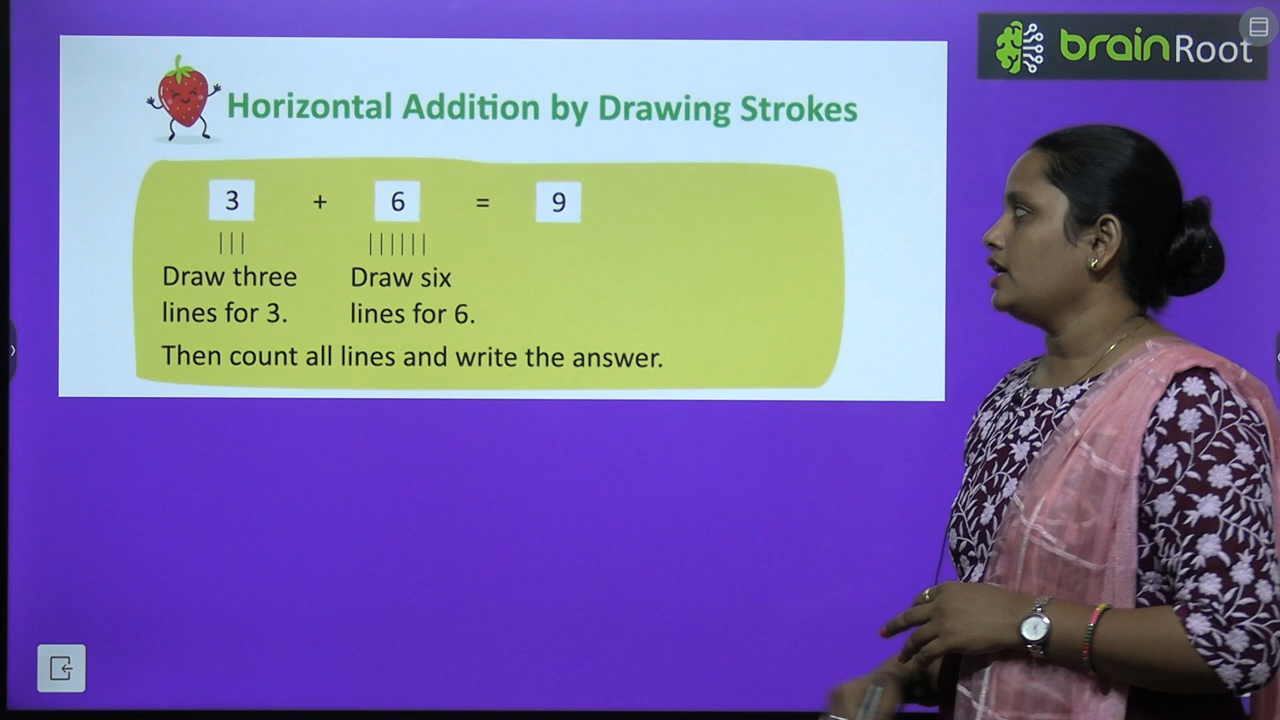 brainRoot
Horizontal Addition by Drawing Strokes
3 + 6 = 9
Draw three Draw six
lines for 3. lines for 6.
Then count all lines and write the answer.